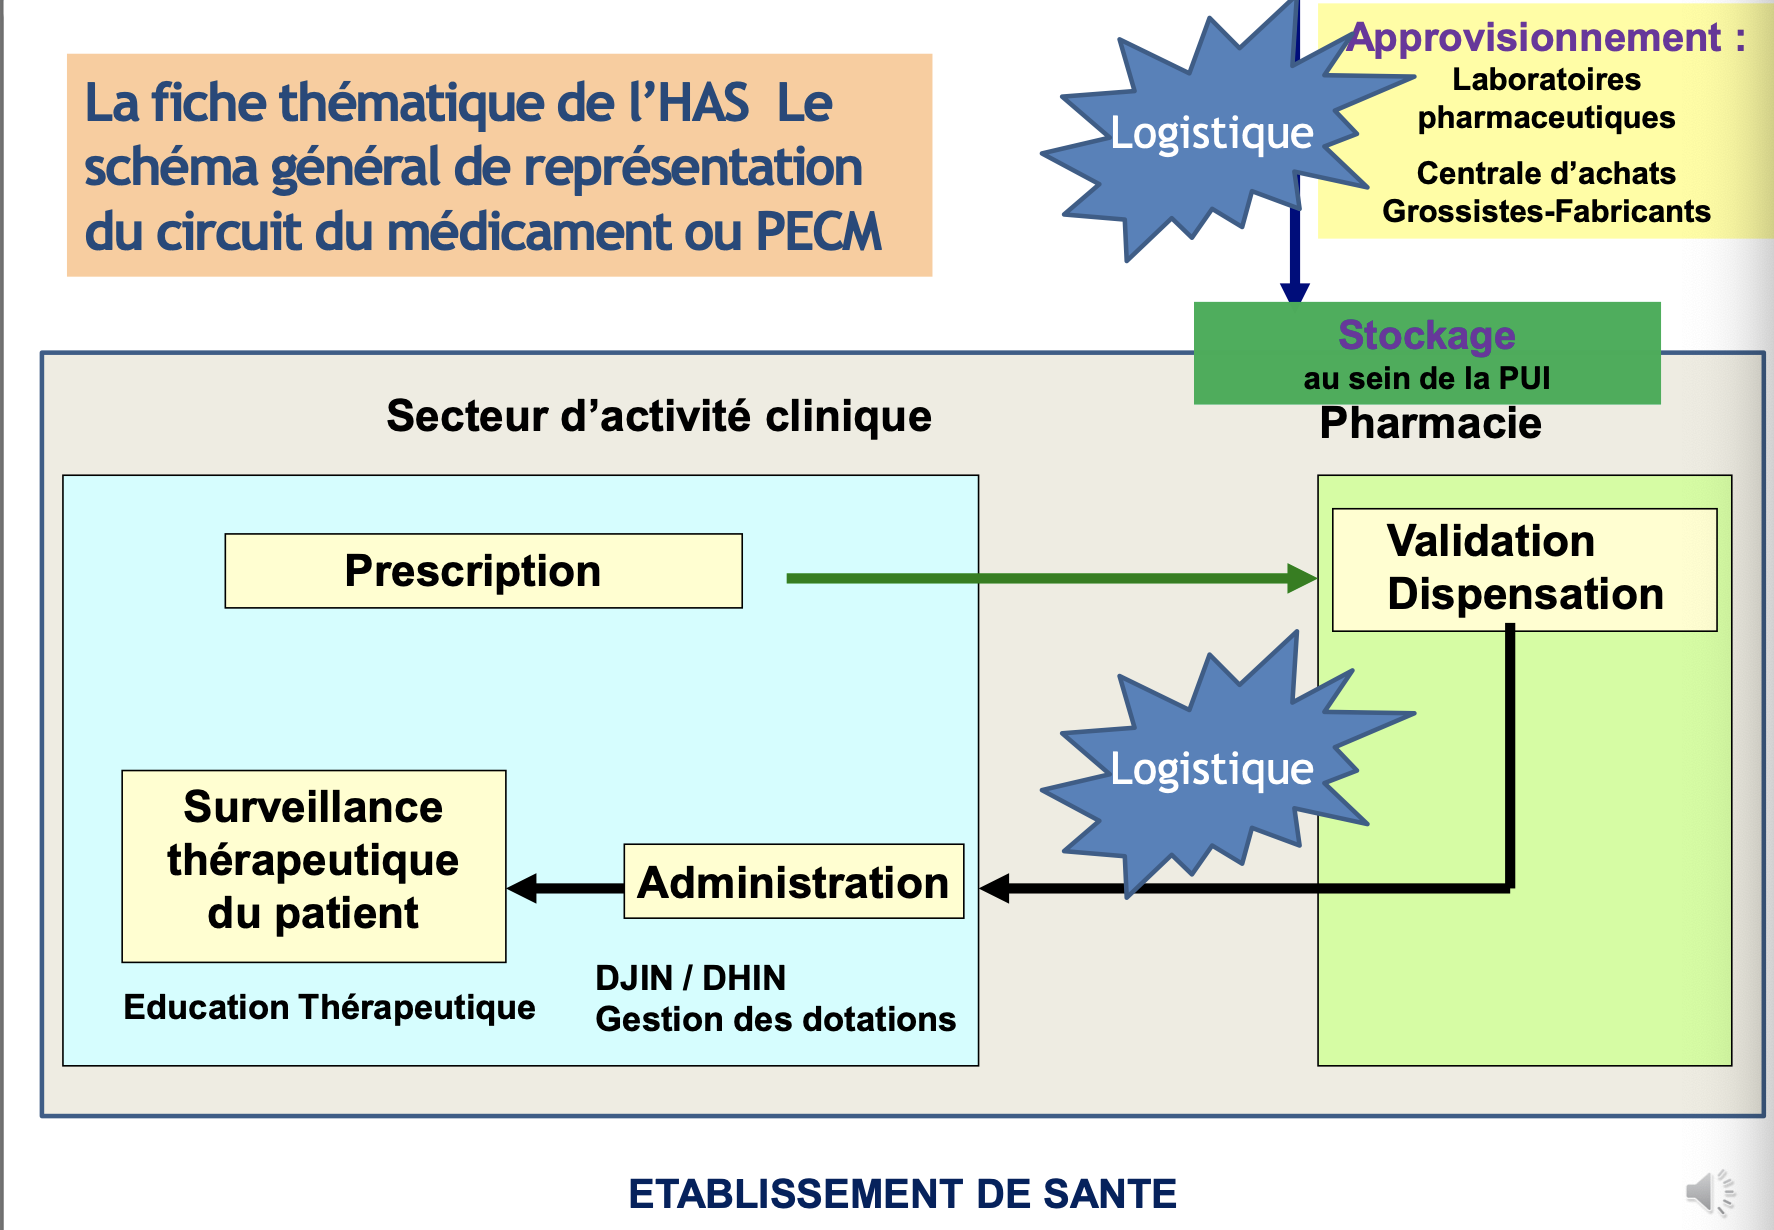 La fiche thématique de l’HAS  Le
schéma général de représentation
du circuit du médicament ou PECM
Logistique
Approvisionnement :
Laboratoires
pharmaceutiques
Centrale d’achats
Grossistes-Fabricants
Stockage
au sein de la PUI
Secteur d’activité clinique
Pharmacie
Prescription
Validation
Dispensation
Logistique
Surveillance
thérapeutique
du patient
Administration
DJIN / DHIN
Gestion des dotations
Education Thérapeutique
ETABLISSEMENT DE SANTE